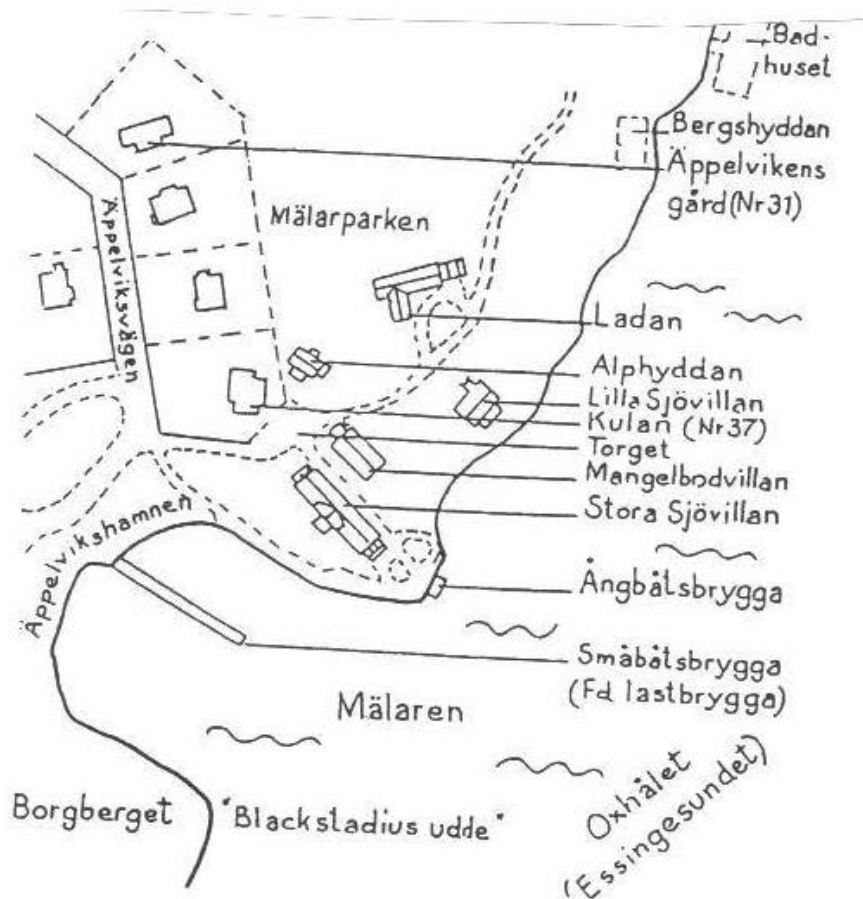 Bad-
huset
Bergshyddan
Äppelvikens
gård (Nr 31)
Mälarparken
Äppelviksvägen
Ladan
Alphyddan
Lilla Sjövillan
Kulan (Nr 37)
Torget
Mangelbodvillan
Stora Sjövillan
Äppelvikshamnen
Ångbåtsbrygga
Småbåtsbrygga
(Fd lastbrygga)
Mälaren
Borgberget
"Blackstadius udde"
Oxhålet
(Essingesundet)